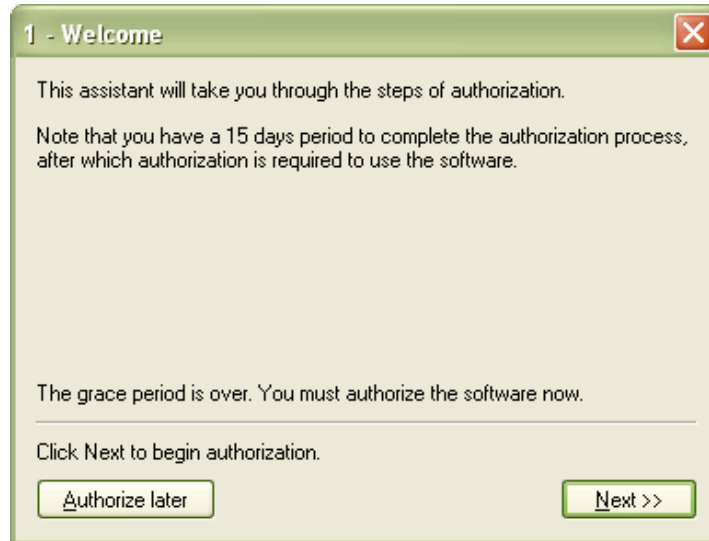 1 - Welcome
This assistant will take you through the steps of authorization.
Note that you have a 15 days period to complete the authorization process,
after which authorization is required to use the software.
The grace period is over. You must authorize the software now.
Click Next to begin authorization.
Authorize later
Next >>